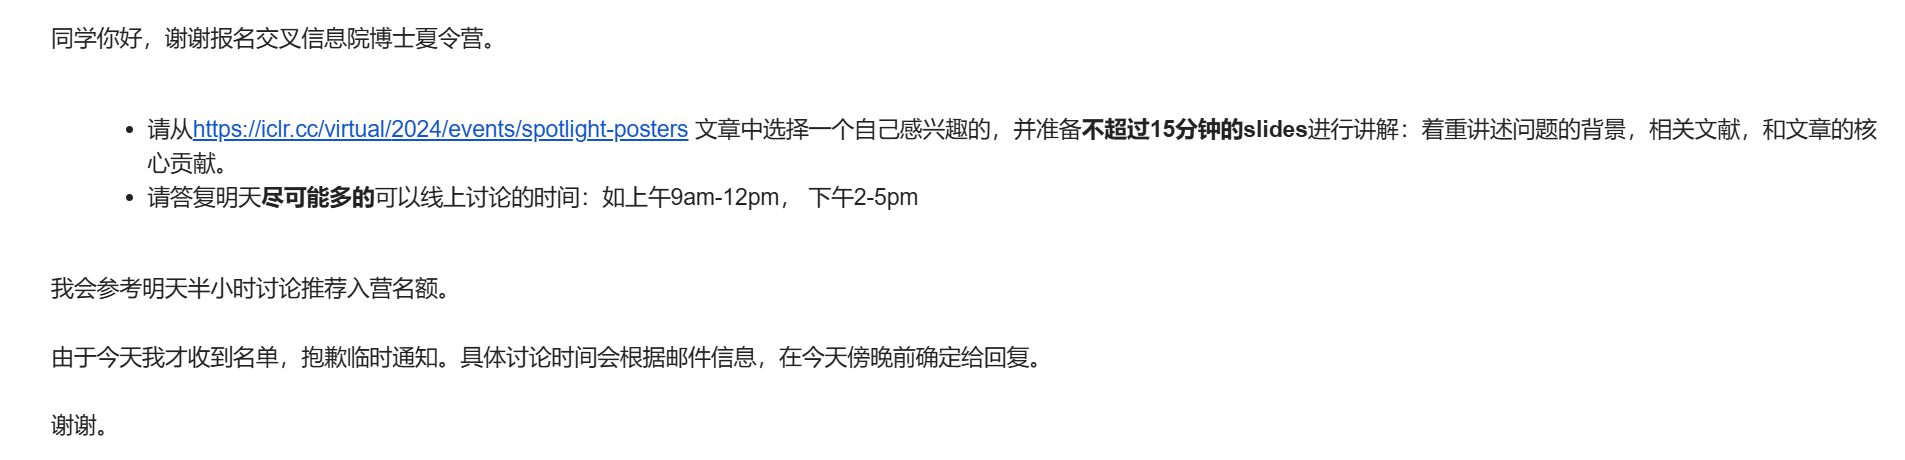 同学你好，谢谢报名交叉信息院博士夏令营。
• 请从https://iclr.cc/virtual/2024/events/spotlight-posters 文章中选择一个自己感兴趣的，并准备不超过15分钟的slides进行讲解：着重讲述问题的背景，相关文献，和文章的核
心贡献。
• 请答复明天尽可能多的可以线上讨论的时间：如上午9am-12pm， 下午2-5pm
我会参考明天半小时讨论推荐入营名额。
由于今天我才收到名单，抱歉临时通知。具体讨论时间会根据邮件信息，在今天傍晚前确定给回复。
谢谢。